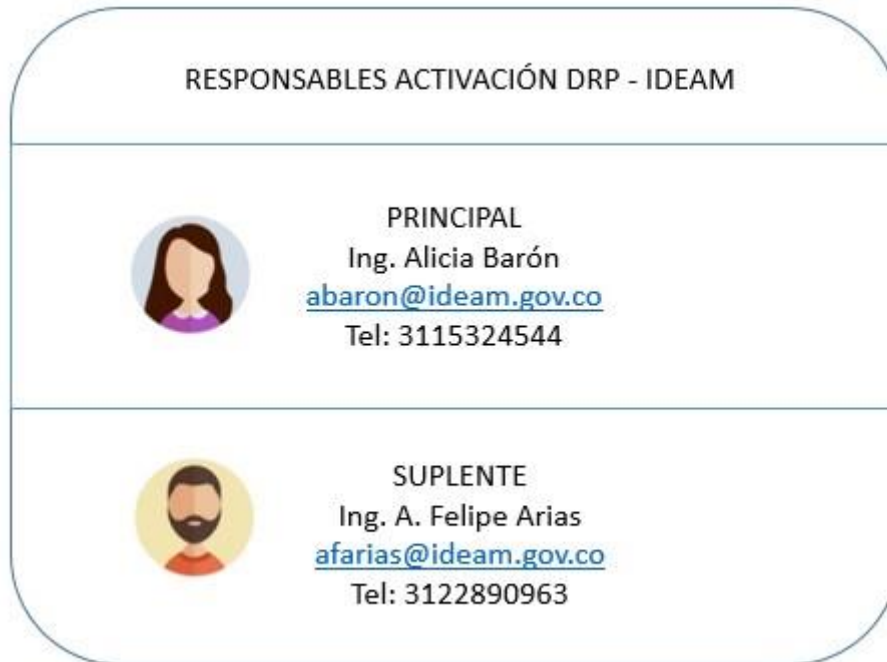 RESPONSABLES ACTIVACIÓN DRP - IDEAM
PRINCIPAL
Ing. Alicia Barón
abaron@ideam.gov.co
Tel: 3115324544
SUPLENTE
Ing. A. Felipe Arias
afarias@ideam.gov.co
Tel: 3122890963